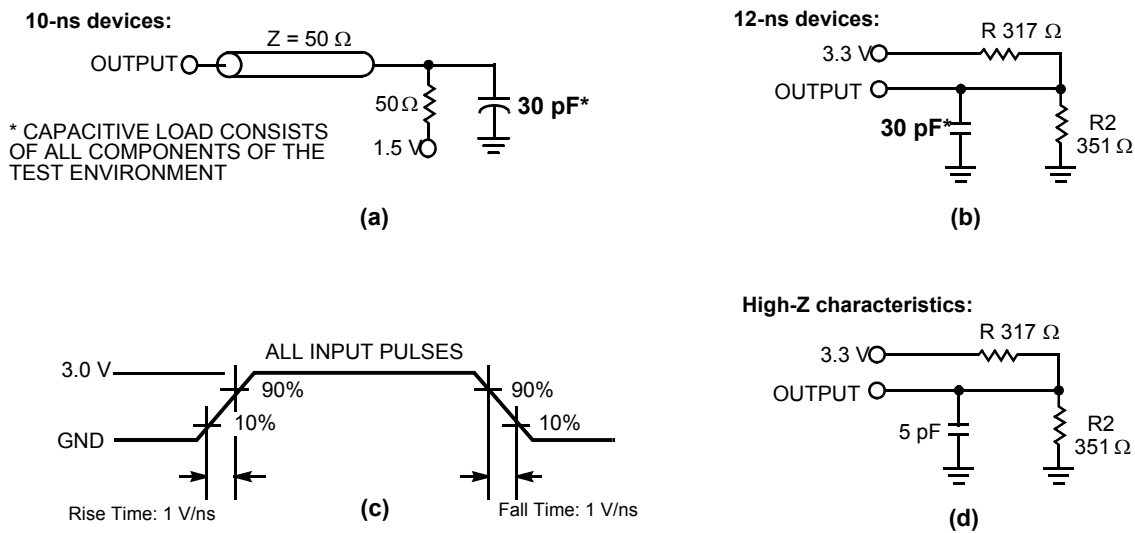 10-ns devices:
Z = 50 Ω
OUTPUT
50 Ω
30 pF*
1.5 V
* CAPACITIVE LOAD CONSISTS
OF ALL COMPONENTS OF THE
TEST ENVIRONMENT
(a)
12-ns devices:
R 317 Ω
3.3 V
OUTPUT
30 pF*
R2
351 Ω
(b)
ALL INPUT PULSES
3.0 V
90%
90%
10%
10%
GND
Rise Time: 1 V/ns
(c)
Fall Time: 1 V/ns
High-Z characteristics:
R 317 Ω
3.3 V
OUTPUT
5 pF
R2
351 Ω
(d)